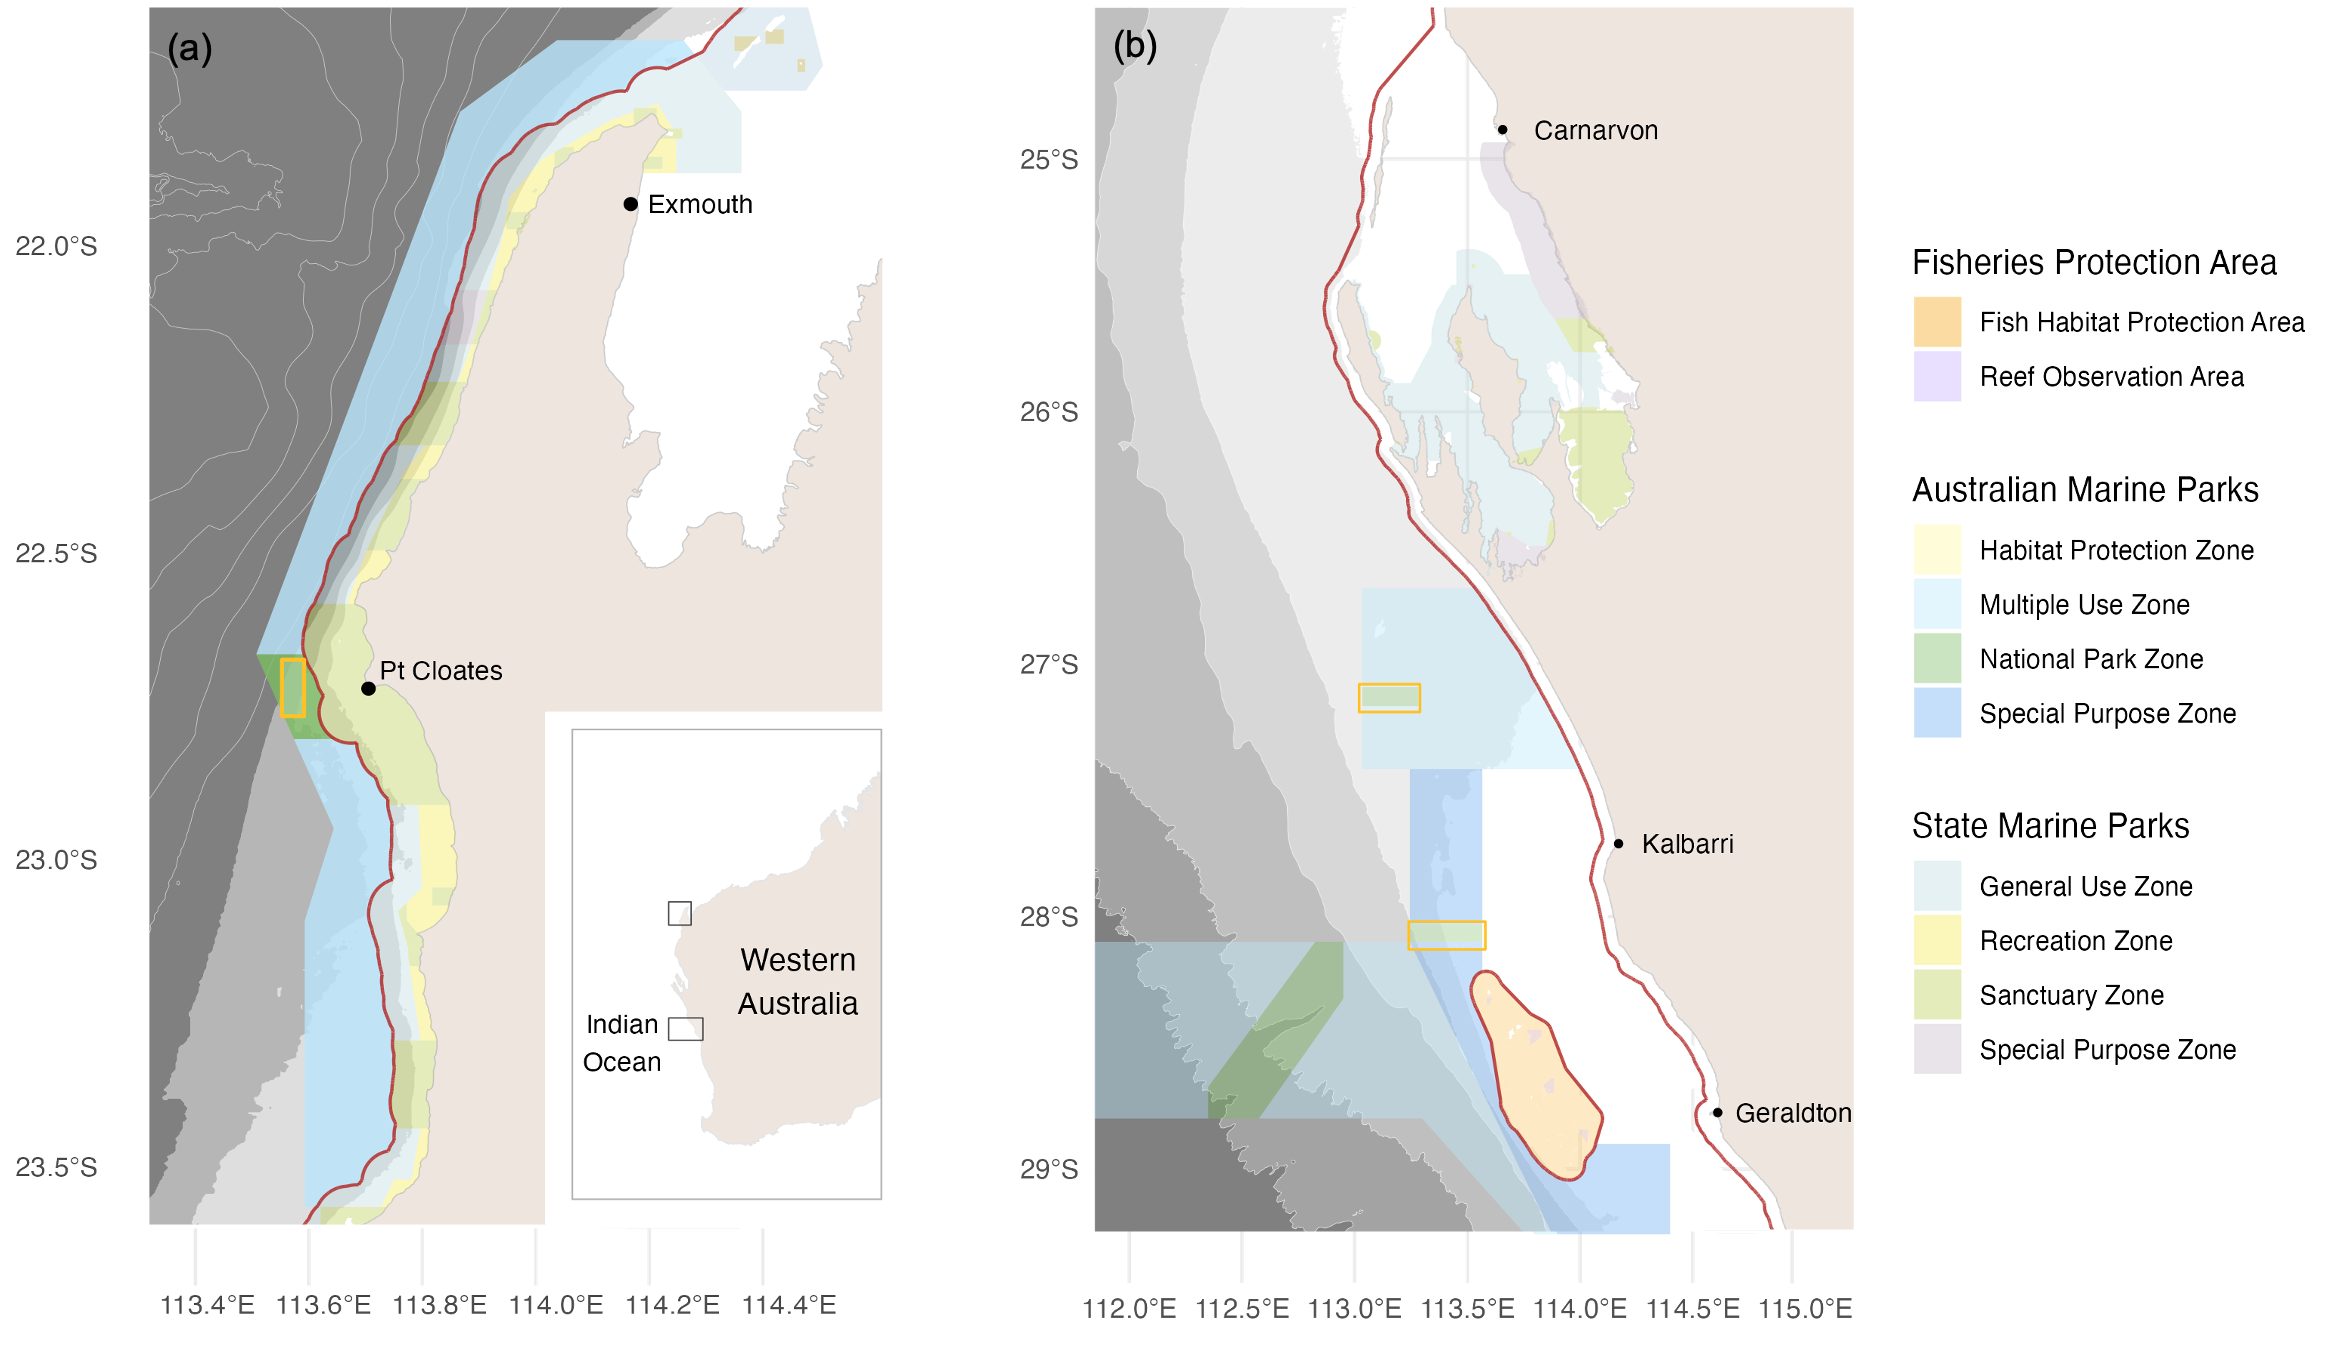 (a)
Exmouth
Pt Cloates
22.0°S
22.5°S
23.0°S
23.5°S
113.4°E 113.6°E 113.8°E 114.0°E 114.2°E 114.4°E
Western
Australia
Indian
Ocean
(b)
Carnarvon
Kalbarri
Geraldton
25°S
26°S
27°S
28°S
29°S
112.0°E 112.5°E 113.0°E 113.5°E 114.0°E 114.5°E 115.0°E
Fisheries Protection Area
Fish Habitat Protection Area
Reef Observation Area
Australian Marine Parks
Habitat Protection Zone
Multiple Use Zone
National Park Zone
Special Purpose Zone
State Marine Parks
General Use Zone
Recreation Zone
Sanctuary Zone
Special Purpose Zone